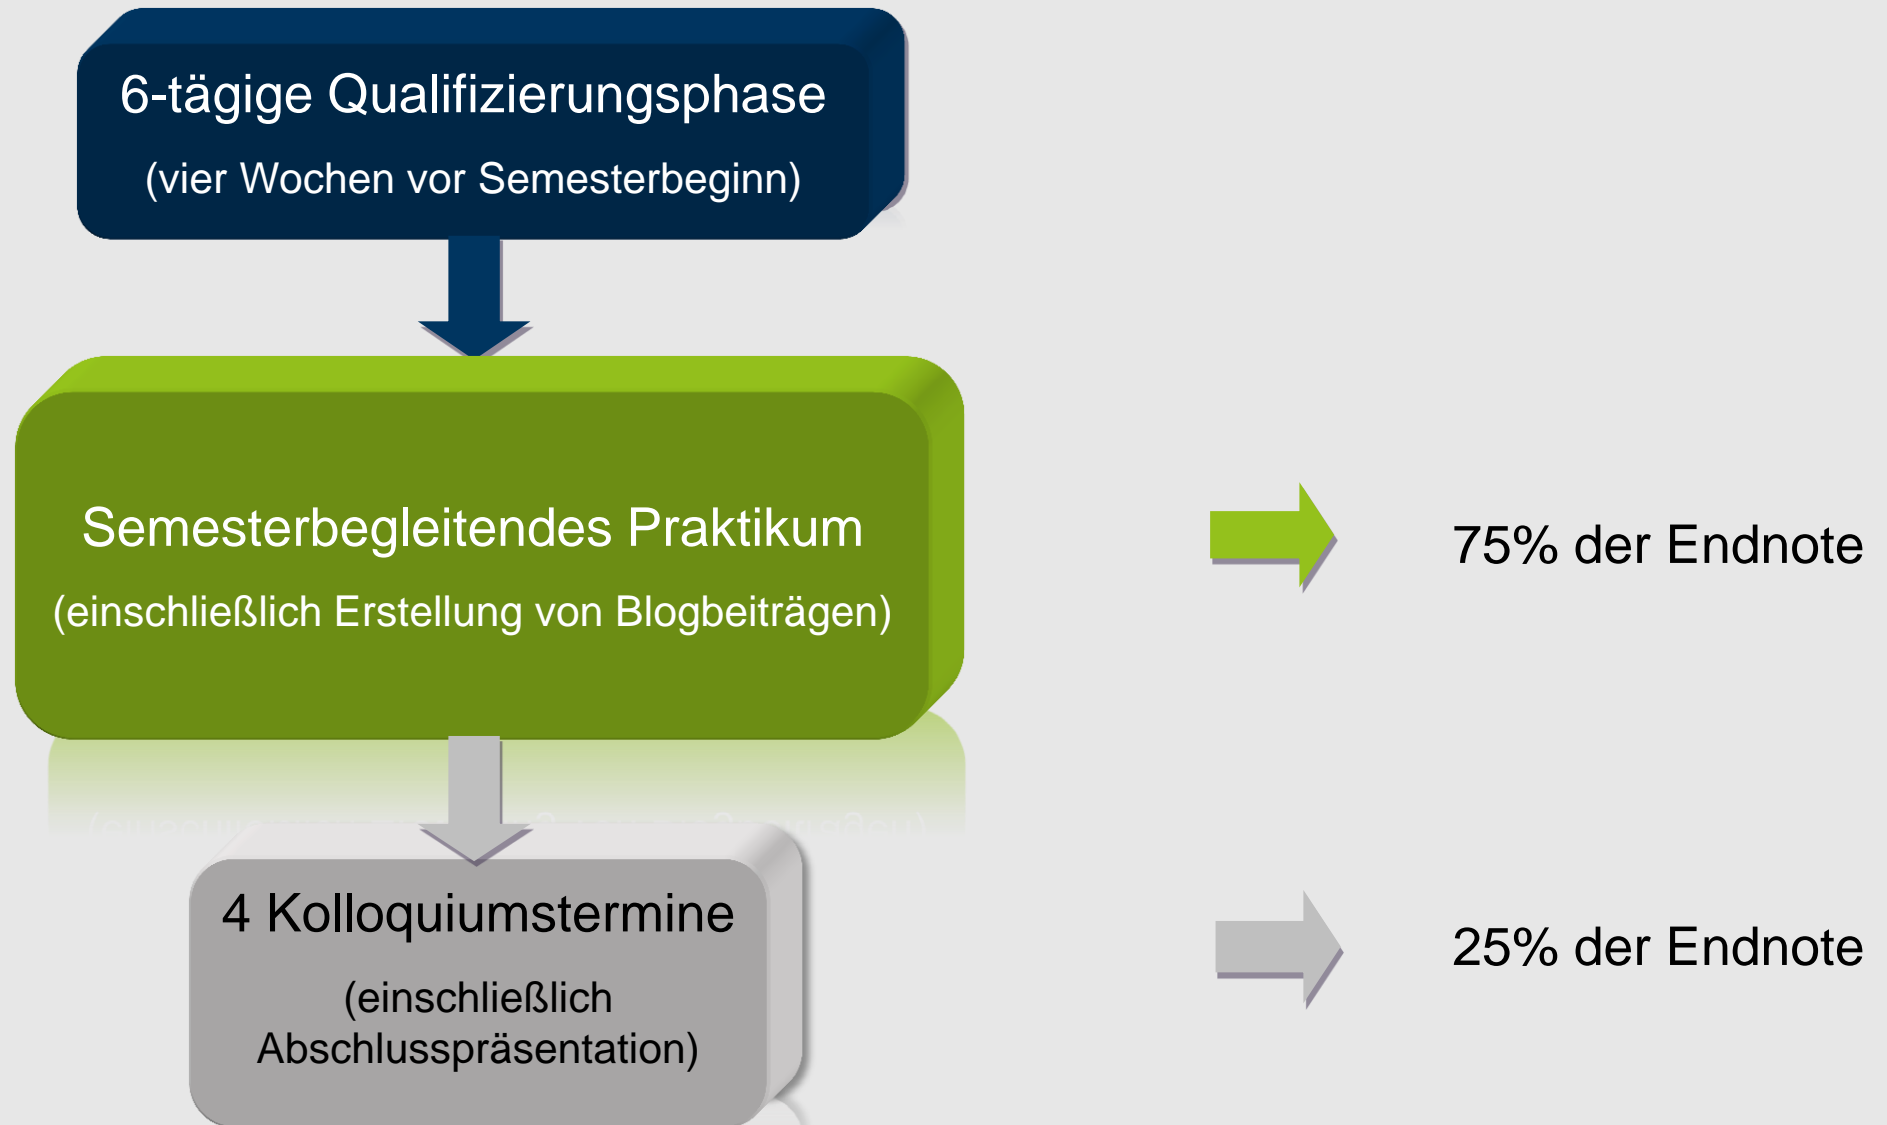 6-tägige Qualifizierungsphase
(vier Wochen vor Semesterbeginn)
Semesterbegleitendes Praktikum
(einschließlich Erstellung von Blogbeiträgen)
75% der Endnote
4 Kolloquiumstermine
(einschließlich
Abschlusspräsentation)
25% der Endnote